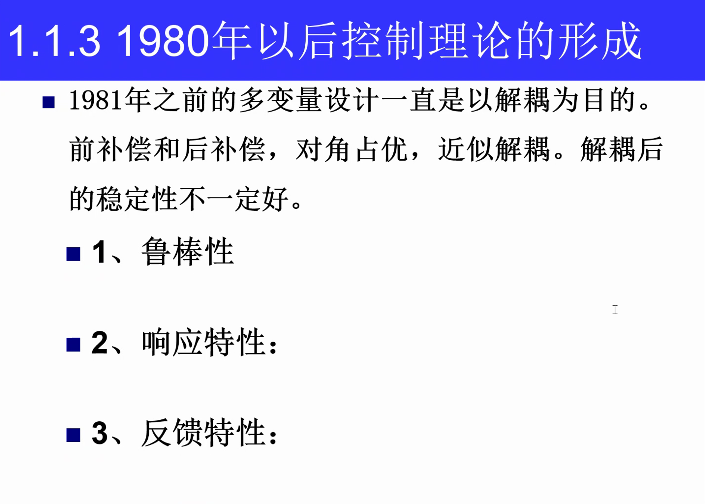 1.1.3 1980年以后控制理论的形成
1981年之前的多变量设计一直是以解耦为目的。
前补偿和后补偿，对角占优，近似解耦。解耦后
的稳定性不一定好。
1、鲁棒性
2、响应特性：
3、反馈特性：